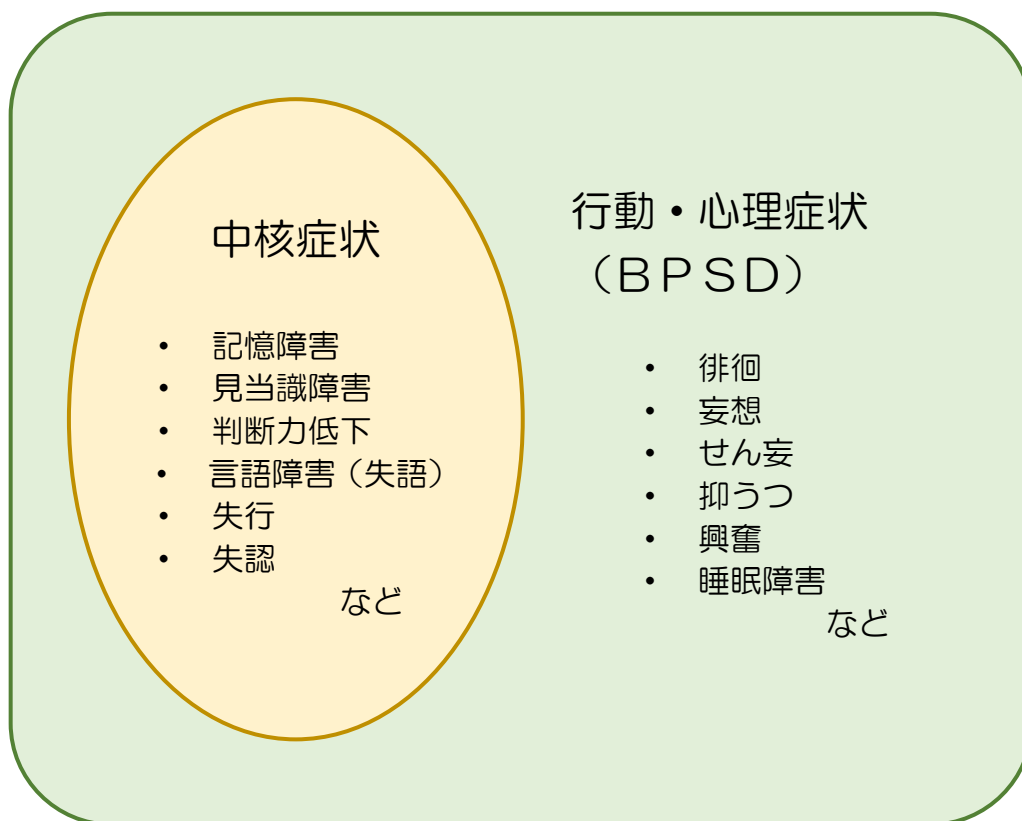 中核症状
・ 記憶障害
・ 見当識障害
・ 判断力低下
・ 言語障害（失語）
・ 失行
・ 失認
など
行動・心理症状
（ＢＰＳＤ）
・ 徘徊
・ 妄想
・ せん妄
・ 抑うつ
・ 興奮
・ 睡眠障害
など